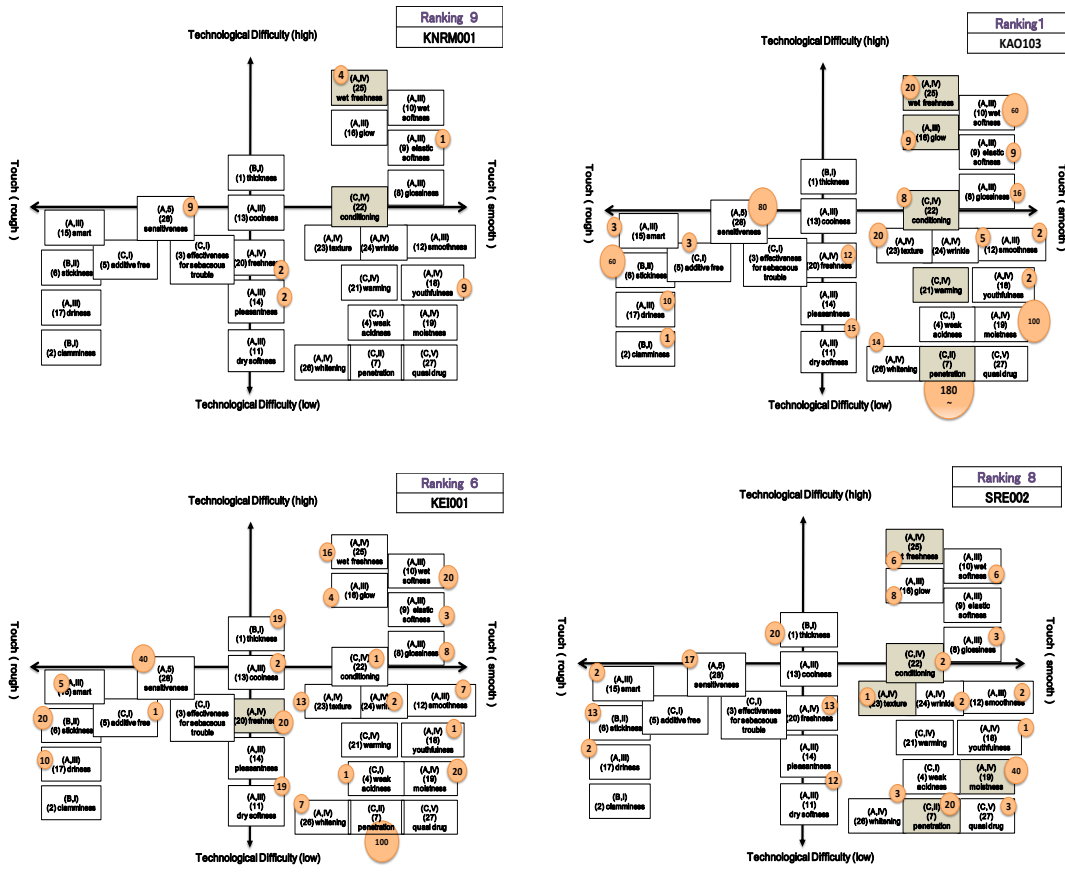 Ranking 9
KNRM001
Technological Difficulty (high)
4
(A,IV)
(25)
wet freshness
(A,III)
(10) wet
softness
(A,III)
(16) glow
1
(A,III)
(9) elastic
softness
Touch ( rough )
Touch ( smooth )
(B,I)
(1) thickness
(A,III)
(8) glossiness
(C,IV)
(22)
conditioning
9
(A,5)
(28)
sensitiveness
(A,III)
(13) coolness
(A,III)
(15) smart
(A,IV)
(23) texture
(A,IV)
(24) wrinkle
(A,III)
(12) smoothness
(C,I)
(5) additive free
(C,I)
(3) effectiveness
for sebaceous
trouble
(A,IV)
(20) freshness
2
(B,II)
(6) stickiness
(C,IV)
(21) warming
(A,IV)
(18)
youthfulness
9
(A,III)
(17) driness
(A,III)
(14)
pleasantness
2
(C,I)
(4) weak
acidness
(A,IV)
(19)
moistness
(B,I)
(2) clamminess
(A,III)
(11)
dry softness
(A,IV)
(26) whitening
(C,II)
(7)
penetration
(C,V)
(27)
quasi drug
Technological Difficulty (low)
Ranking1
KAO103
Technological Difficulty (high)
20
(A,IV)
(25)
wet freshness
(A,III)
(10) wet
softness
60
9
(A,III)
(16) glow
(A,III)
(9) elastic
softness
9
Touch ( rough )
Touch ( smooth )
(B,I)
(1) thickness
(A,III)
(8) glossiness
16
8
(C,IV)
(22)
conditioning
80
(A,5)
(28)
sensitiveness
(A,III)
(13) coolness
3
(A,III)
(15) smart
20
(A,IV)
(23) texture
(A,IV)
(24) wrinkle
5
(A,III)
(12) smoothness
2
3
(C,I)
(5) additive free
(C,I)
(3) effectiveness
for sebaceous
trouble
(A,IV)
(20) freshness
12
60
(B,II)
(6) stickiness
(C,IV)
(21) warming
(A,IV)
(18)
youthfulness
2
(A,III)
(17) driness
10
(A,III)
(14)
pleasantness
(C,I)
(4) weak
acidness
(A,IV)
(19)
moistness
100
(B,I)
(2) clamminess
1
15
(A,III)
(11)
dry softness
14
(A,IV)
(26) whitening
(C,II)
(7)
penetration
(C,V)
(27)
quasi drug
180
~
Technological Difficulty (low)
Ranking 6
KEI001
Technological Difficulty (high)
16
(A,IV)
(25)
wet freshness
(A,III)
(10) wet
softness
20
4
(A,III)
(16) glow
(A,III)
(9) elastic
softness
3
Touch ( rough )
Touch ( smooth )
19
(B,I)
(1) thickness
(A,III)
(8) glossiness
8
(C,IV)
(22)
conditioning
1
40
(A,5)
(28)
sensitiveness
(A,III)
(13) coolness
2
5
(A,III)
(15) smart
13
(A,IV)
(23) texture
(A,IV)
(24) wrinkle
2
(A,III)
(12) smoothness
7
(C,I)
(5) additive free
1
(C,I)
(3) effectiveness
for sebaceous
trouble
(A,IV)
(20) freshness
20
20
(B,II)
(6) stickiness
(C,IV)
(21) warming
(A,IV)
(18)
youthfulness
1
10
(A,III)
(17) driness
(A,III)
(14)
pleasantness
1
(C,I)
(4) weak
acidness
(A,IV)
(19)
moistness
20
(B,I)
(2) clamminess
19
(A,III)
(11)
dry softness
7
(A,IV)
(26) whitening
(C,II)
(7)
penetration
(C,V)
(27)
quasi drug
100
Technological Difficulty (low)
Ranking 8
SRE002
Technological Difficulty (high)
(A,IV)
(25)
wet freshness
6
(A,III)
(10) wet
softness
6
8
(A,III)
(16) glow
(A,III)
(9) elastic
softness
Touch ( rough )
Touch ( smooth )
20
(B,I)
(1) thickness
(A,III)
(8) glossiness
3
(C,IV)
(22)
conditioning
2
17
(A,5)
(28)
sensitiveness
(A,III)
(13) coolness
2
(A,III)
(15) smart
1
(A,IV)
(23) texture
(A,IV)
(24) wrinkle
2
(A,III)
(12) smoothness
2
(C,I)
(5) additive free
(C,I)
(3) effectiveness
for sebaceous
trouble
(A,IV)
(20) freshness
13
13
(B,II)
(6) stickiness
(C,IV)
(21) warming
(A,IV)
(18)
youthfulness
1
2
(A,III)
(17) driness
(A,III)
(14)
pleasantness
(C,I)
(4) weak
acidness
(A,IV)
(19)
moistness
40
(B,I)
(2) clamminess
12
(A,III)
(11)
dry softness
3
(A,IV)
(26) whitening
(C,II)
(7)
penetration
20
(C,V)
(27)
quasi drug
3
Technological Difficulty (low)